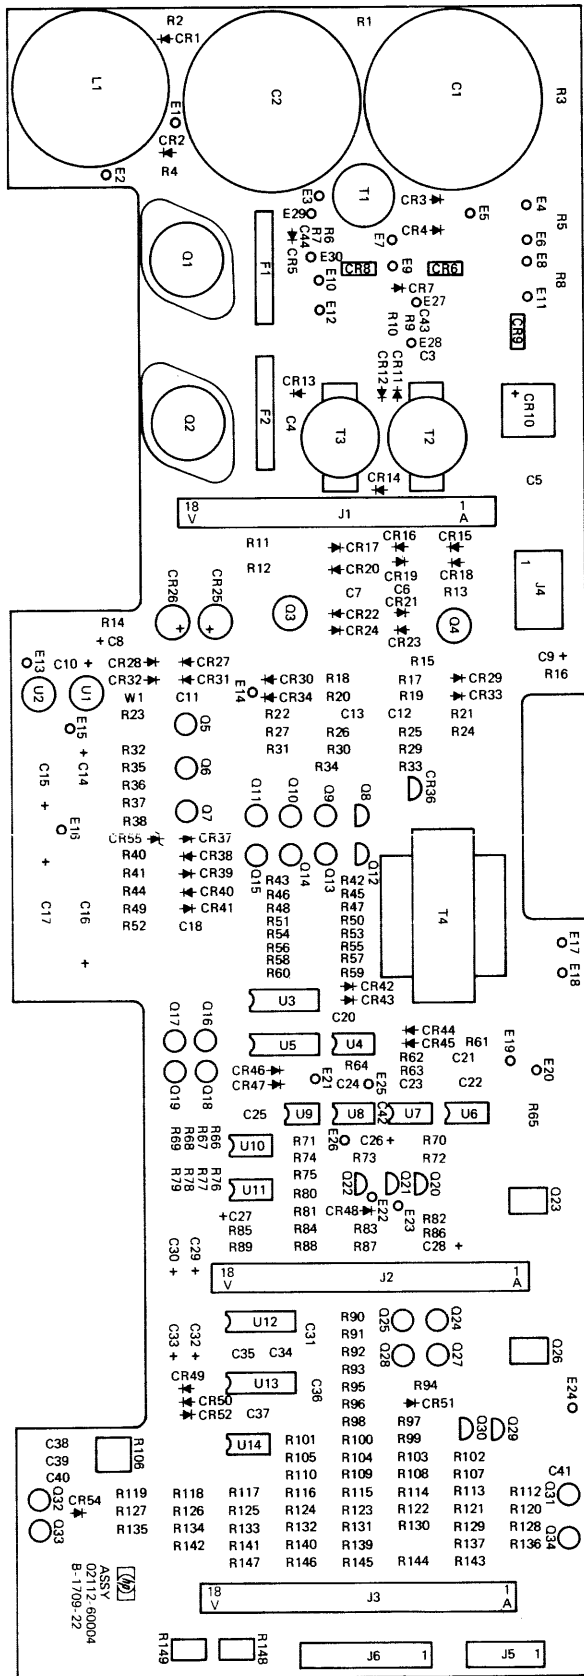 R2
R1
CR1
L1
C2
C1
R3
E1
CR2
R4
E2
E3
T1
CR3
E4
E29
E5
R5
Q1
F1
C44
R7
R6
CR5
E30
E7
CR4
E6
E8
E9
CR8
CR6
R8
E10
CR7
E27
E11
E12
R10
R9
C43
E28
C3
CR9
CR12
CR11
CR13
Q2
F2
C4
T3
T2
+
CR10
CR14
C5
18
V
J1
1
A
R11
CR17
CR16
CR15
R12
CR20
CR19
CR18
1
J4
C7
C6
R13
CR26
CR25
Q3
CR22
CR21
CR24
CR23
Q4
R14
+ C8
R15
C9 +
R16
E13
C10 +
CR28
CR27
CR32
CR31
E14
CR30
CR34
R18
R17
CR29
R20
R19
CR33
U2
U1
W1
C11
R23
Q5
R22
C13
C12
R21
E15
R27
R26
R25
R24
R32
R31
R30
R29
C15
+ C14
R35
Q6
R34
R33
R36
CR36
R37
Q7
Q11
Q10
Q9
Q8
R38
+
E16
CR55
CR37
R40
CR38
R41
CR39
Q15
Q14
Q13
Q12
+
R44
CR40
R43
R42
R46
R45
T4
C17
C16
R49
CR41
R48
R47
R52
C18
R51
R50
R54
R53
R56
R55
R58
R57
R60
R59
+
E17
E18
CR42
U3
CR43
C20
Q17
Q16
U5
U4
CR44
CR45
R61
E19
R62
C21
CR46
R64
R63
E20
CR47
E21
C24
E25
C23
C22
Q19
Q18
C25
U9
U8
C42
U7
U6
R65
R69
R68
R67
R66
U10
R71
E26
C26 +
R70
R74
R73
R72
R79
R78
R77
R76
R75
U11
R80
Q22
Q21
Q20
Q23
E22
+C27
R81
CR48
E23
R82
R85
R84
R83
R86
R89
R88
R87
C28 +
C30
+
C29
+
18
V
J2
1
A
U12
C31
R90
Q25
Q24
R91
C33
+
C32
+
C35
C34
R92
Q28
Q27
Q26
R93
CR49
U13
C36
R95
R94
CR50
R96
CR51
E24
CR52
C37
R98
R97
C38
R106
U14
R101
R100
R99
Q30
Q29
C39
R105
R104
R103
R102
C40
R110
R109
R108
R107
C41
Q32
CR54
R119
R118
R117
R116
R115
R114
R113
R112
Q31
R127
R126
R125
R124
R123
R122
R121
R120
Q33
R135
R134
R133
R132
R131
R130
R129
R128
Q34
R142
R141
R140
R139
R137
R136
R147
R146
R145
R144
R143
hp
ASSY
02112-60004
B-1709-22
18
V
J3
1
A
R149
R148
J6 1
J5 1